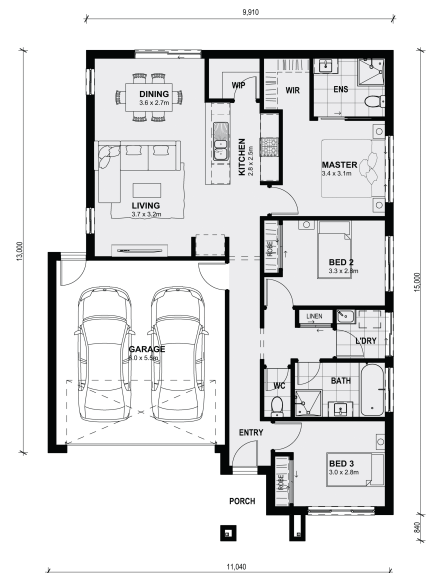 9,910
DINING
3.6 x 2.7m
WIP
WIR
ENS
KITCHEN
2.8 x 2.5m
MASTER
3.4 x 3.1m
LIVING
3.7 x 3.2m
13,000
15,000
ROBE
BED 2
3.3 x 2.8m
LINEN
L'DRY
GARAGE
6.0 x 5.5m
WC
BATH
ENTRY
BED 3
3.0 x 2.8m
ROBE
PORCH
840
11,040